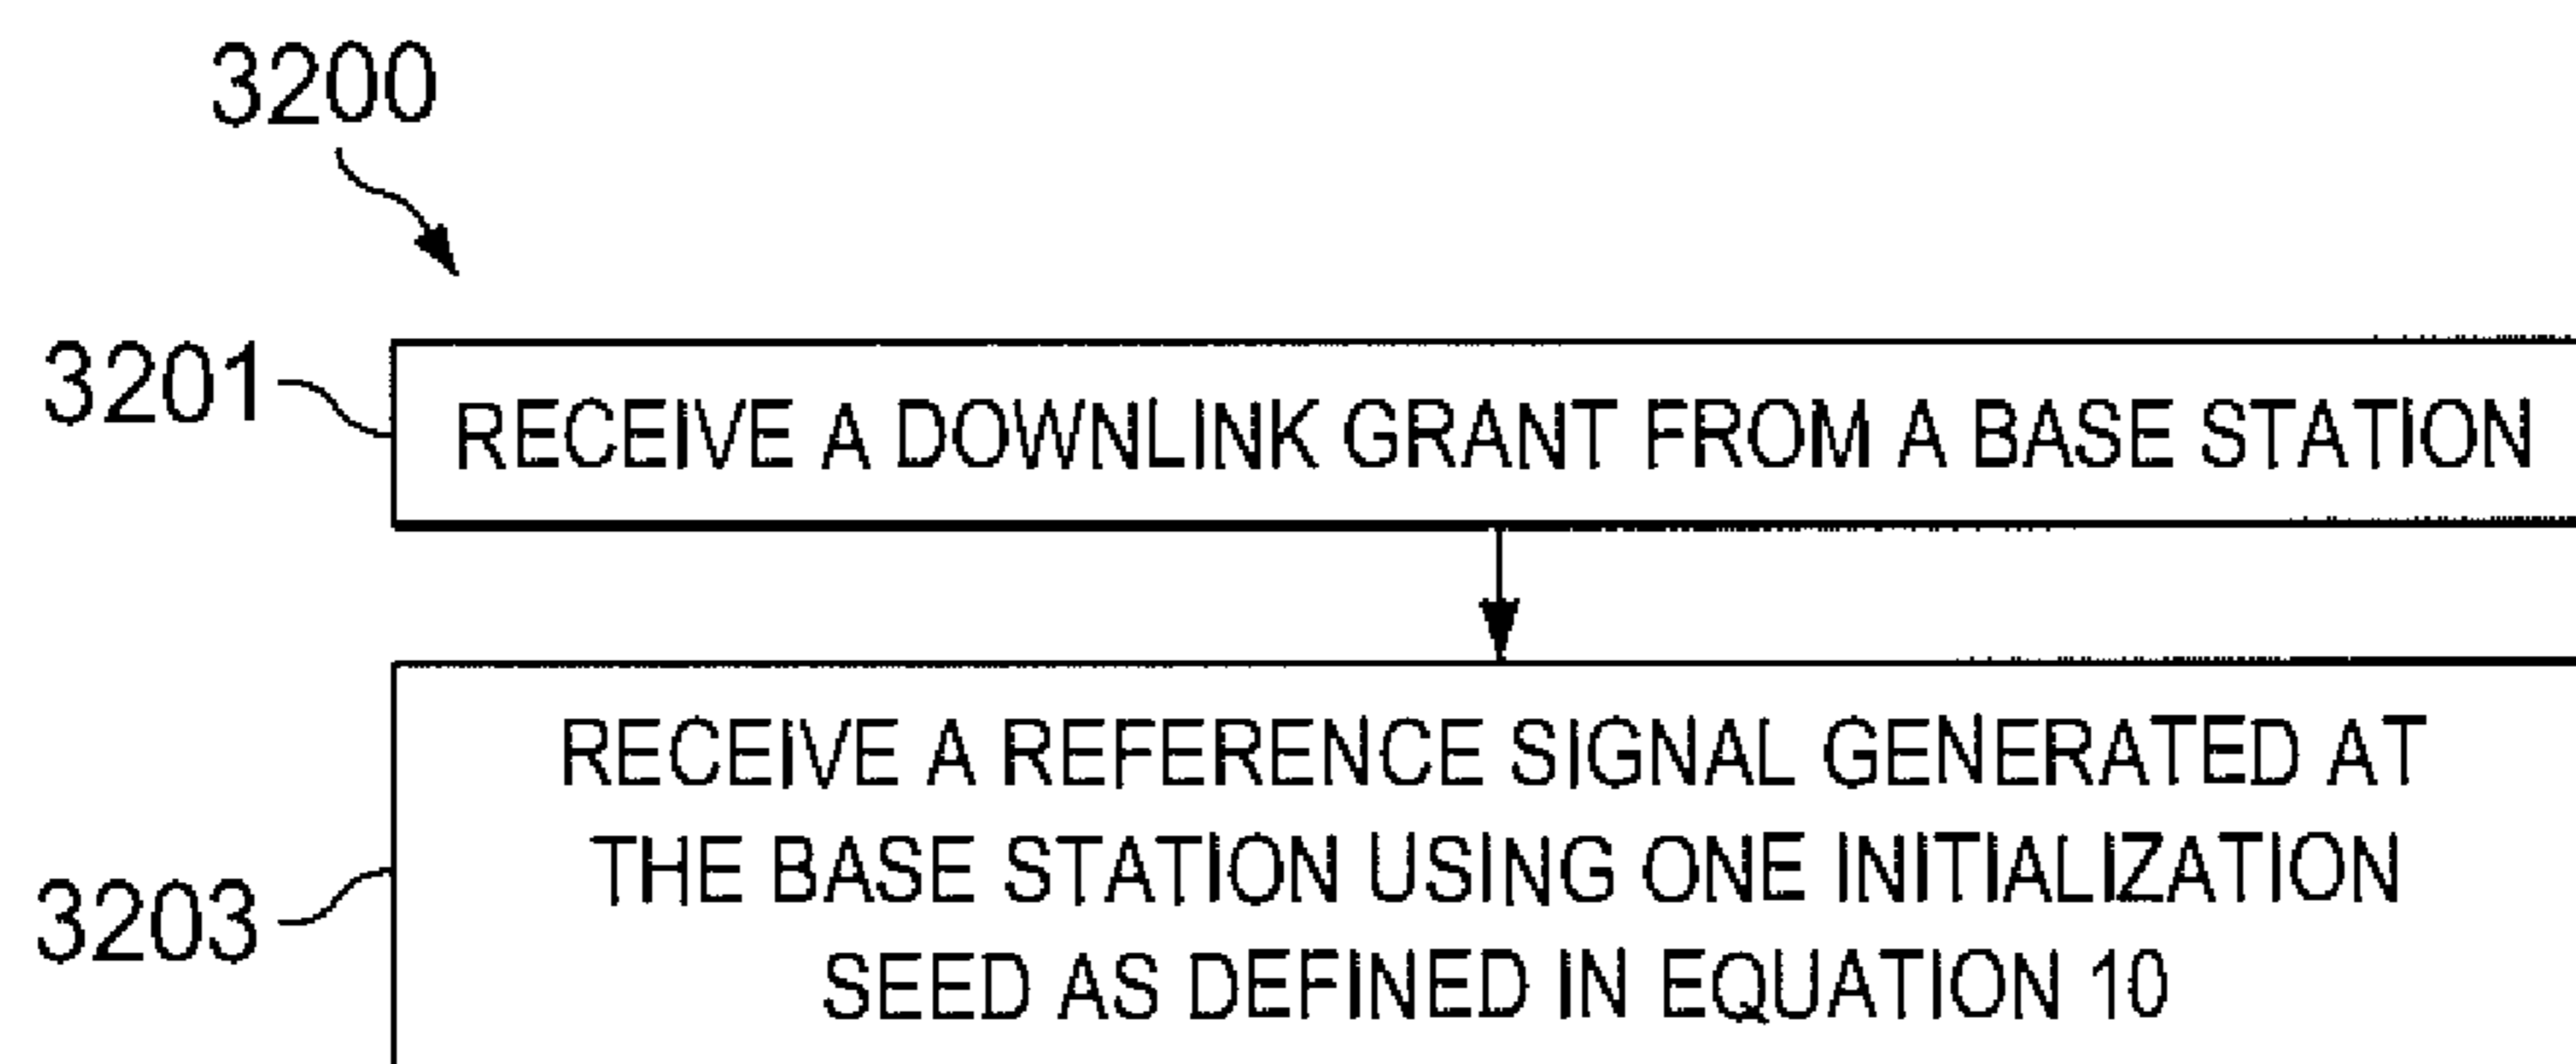 3200
3201
RECEIVE A DOWNLINK GRANT FROM A BASE STATION
RECEIVE A REFERENCE SIGNAL GENERATED AT
THE BASE STATION USING ONE INITIALIZATION
SEED AS DEFINED IN EQUATION 10
3203